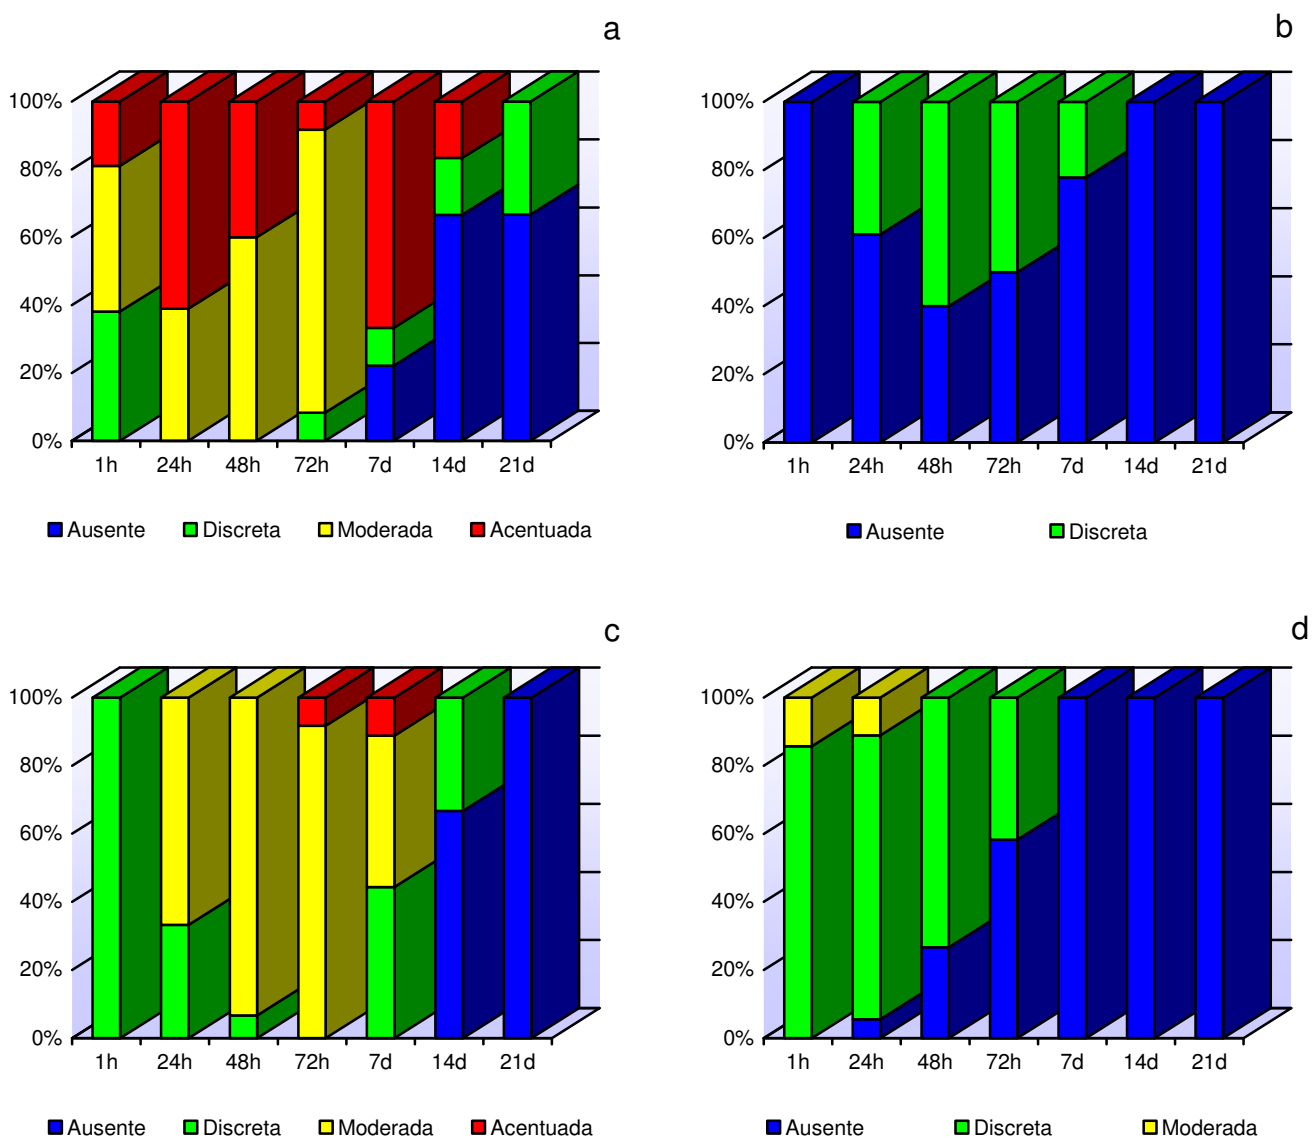 a
100%
80%
60%
40%
20%
0%
1h 24h 48h 72h 7d 14d 21d
Ausente Discreta Moderada Acentuada
b
100%
80%
60%
40%
20%
0%
1h 24h 48h 72h 7d 14d 21d
Ausente Discreta
c
100%
80%
60%
40%
20%
0%
1h 24h 48h 72h 7d 14d 21d
Ausente Discreta Moderada Acentuada
d
100%
80%
60%
40%
20%
0%
1h 24h 48h 72h 7d 14d 21d
Ausente Discreta Moderada